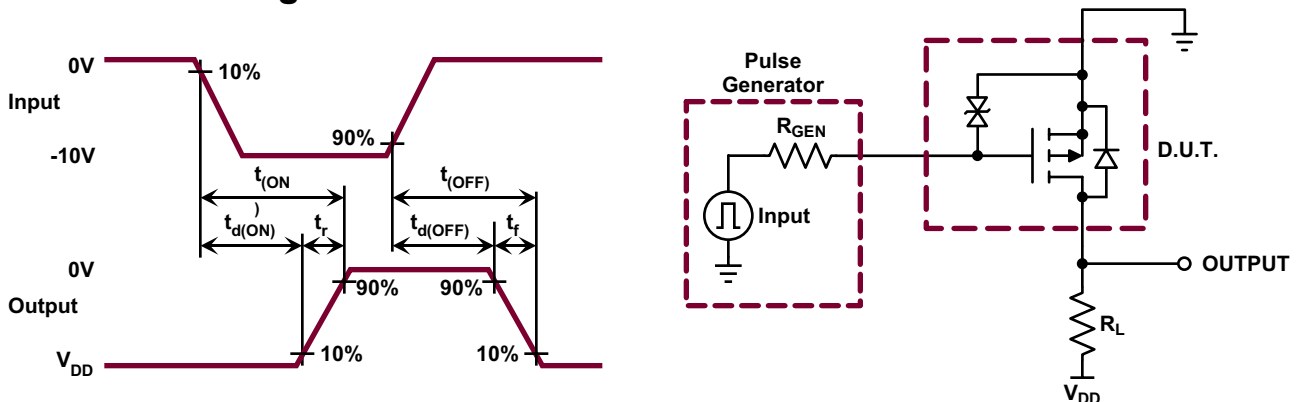 0V
10%
Input
90%
-10V
t(ON
)
t(OFF)
td(ON)
tr
td(OFF)
tf
0V
90%
90%
Output
10%
10%
VDD
Pulse
Generator
RGEN
Input
D.U.T.
OUTPUT
RL
VDD